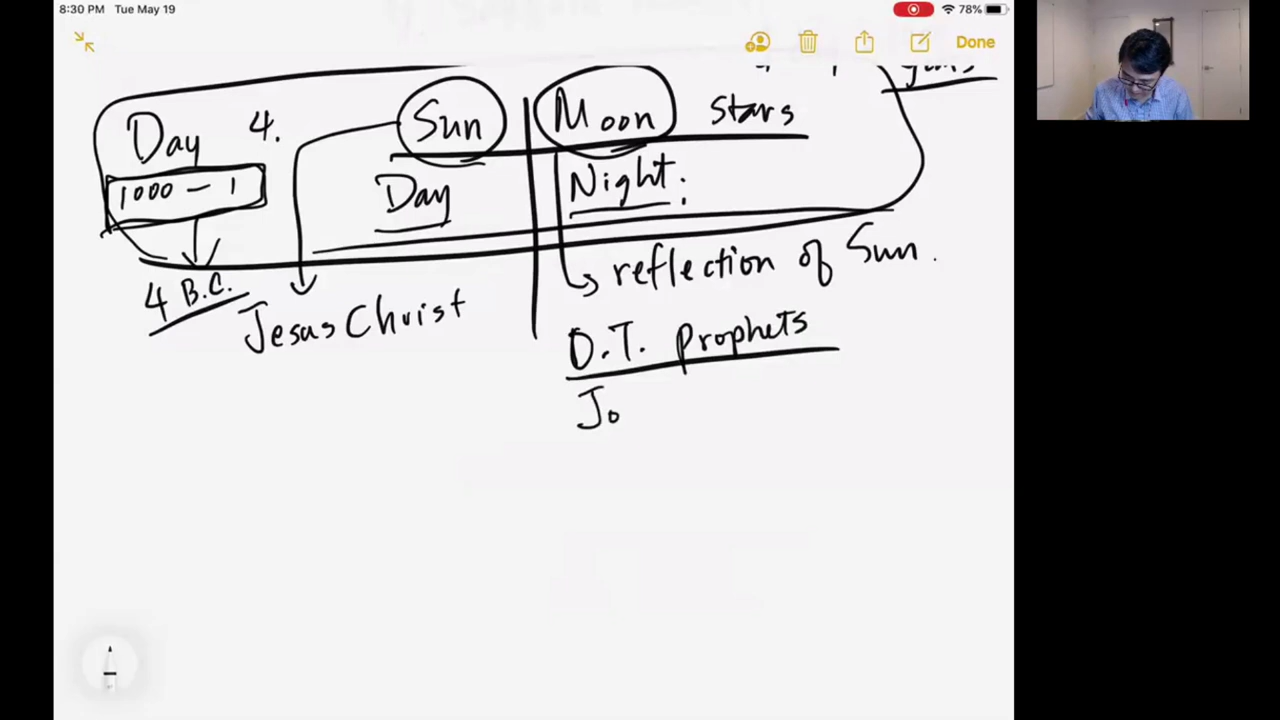 8:30 PM Tue May 19 78%
Done
Day 4. Sun Moon stars
1000 - 1 Day Night:
4 B.C. reflection of Sun.
Jesas Christ
O.T. prophets
Jo